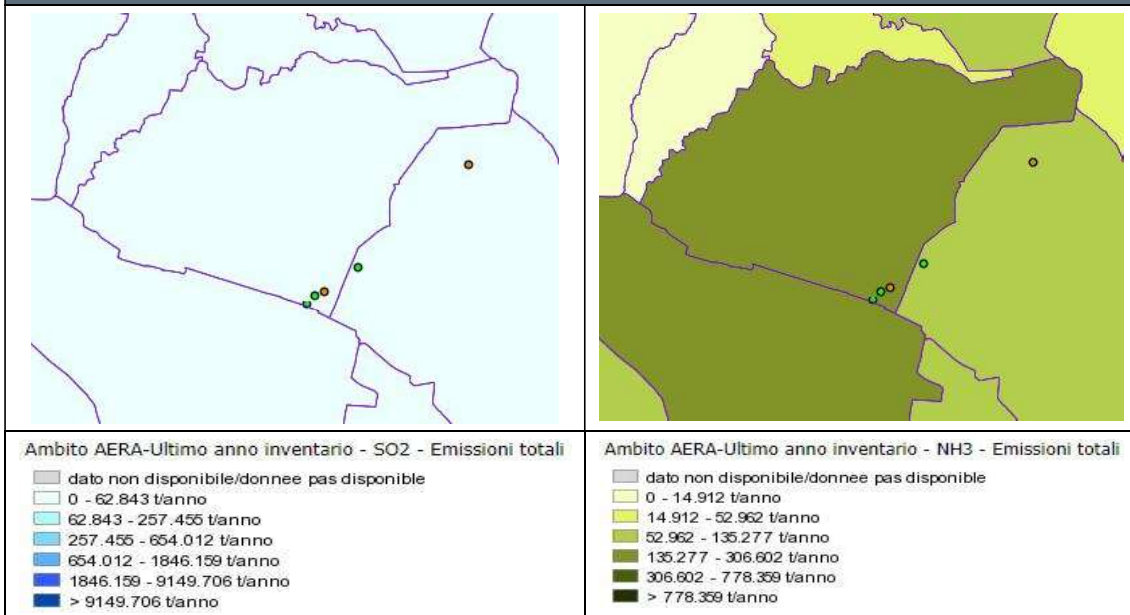 Ambito AERA-Ultimo anno inventario - SO2 - Emissioni totali
dato non disponibile/donnee pas disponible
0 - 62.843 t/anno
62.843 - 257.455 t/anno
257.455 - 654.012 t/anno
654.012 - 1846.159 t/anno
1846.159 - 9149.706 t/anno
> 9149.706 t/anno
Ambito AERA-Ultimo anno inventario - NH3 - Emissioni totali
dato non disponibile/donnee pas disponible
0 - 14.912 t/anno
14.912 - 52.962 t/anno
52.962 - 135.277 t/anno
135.277 - 306.602 t/anno
306.602 - 778.359 t/anno
> 778.359 t/anno